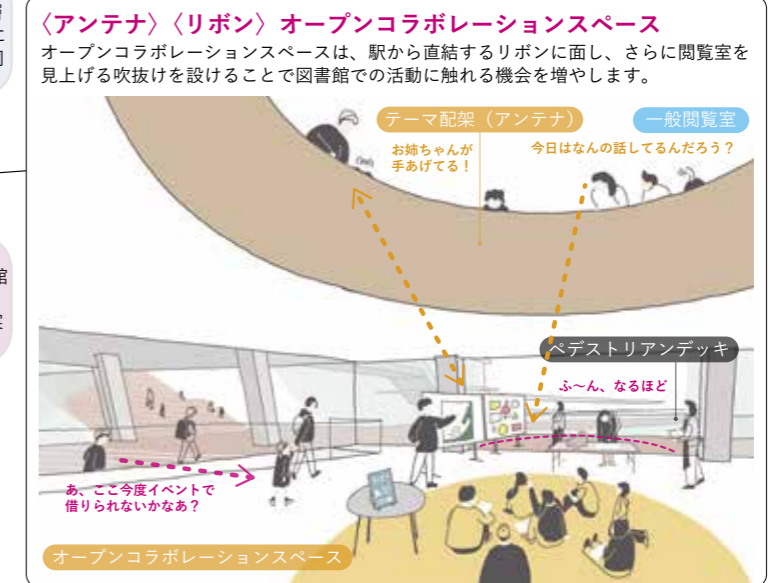 〈アンテナ〉〈リボン〉オープンコラボレーションスペース
オープンコラボレーションスペースは、駅から直結するリボンに面し、さらに閲覧室を
見上げる吹抜けを設けることで図書館での活動に触れる機会を増やします。
テーマ配架（アンテナ）
一般閲覧室
お姉ちゃんが
手あげてる！
今日はなんの話してるんだろう？
ペデストリアンデッキ
ふ〜ん、なるほど
あ、ここ今度イベントで
借りられないかなあ？
オープンコラボレーションスペース
館